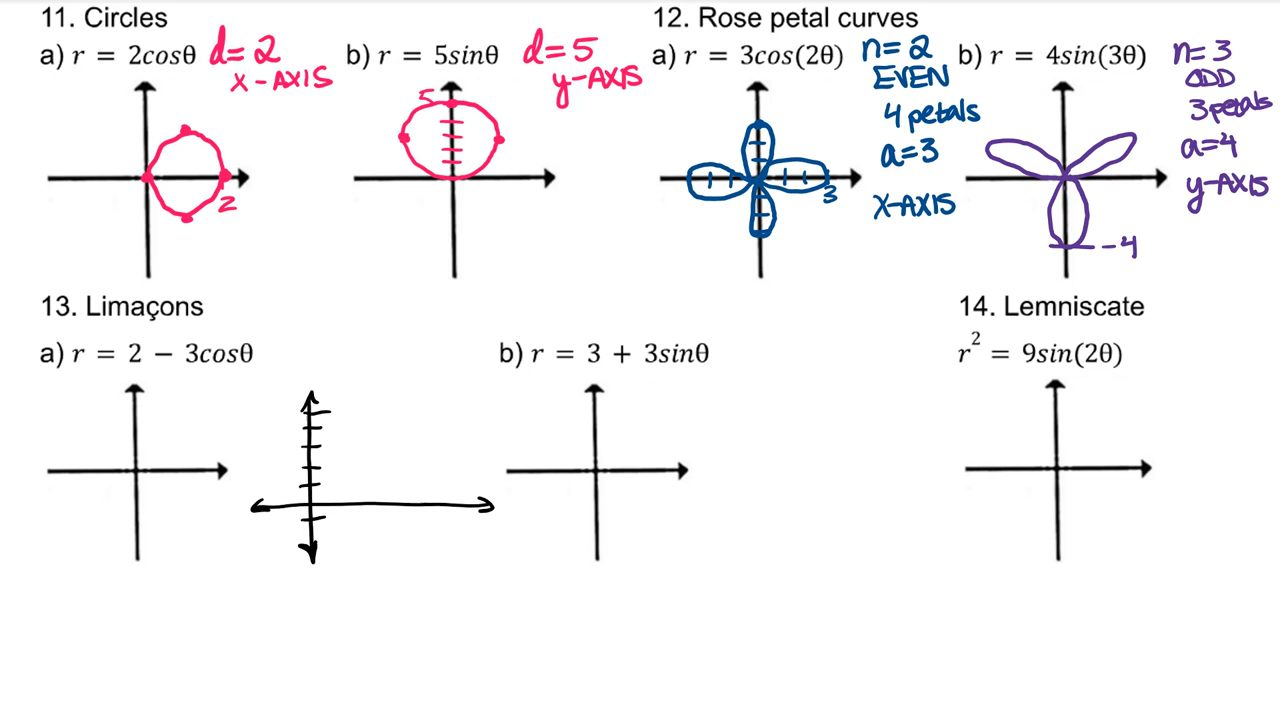 11. Circles
a) r = 2cosθ d=2
x-AXIS
2
b) r = 5sinθ d=5
y-AXIS
5
12. Rose petal curves
a) r = 3cos(2θ) n=2
EVEN
4 petals
a=3
3
X-AXIS
b) r = 4sin(3θ) n=3
ODD
3 petals
a=4
y-AXIS
-4
13. Limaçons
a) r = 2 − 3cosθ
b) r = 3 + 3sinθ
14. Lemniscate
r² = 9sin(2θ)